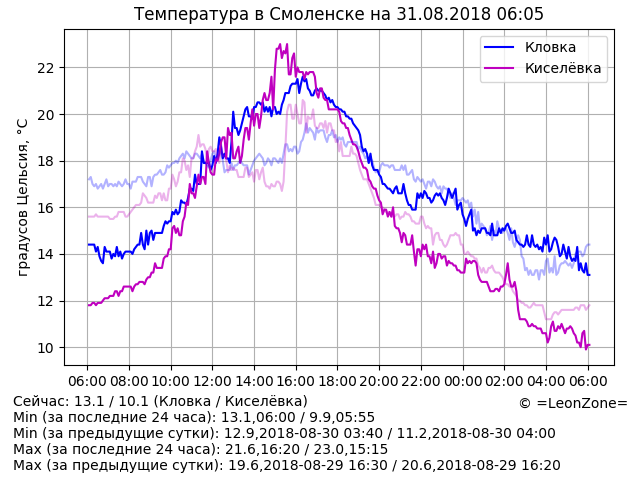 Температура в Смоленске на 31.08.2018 06:05
Кловка
Киселёвка
градусов Цельсия, °C
22
20
18
16
14
12
10
06:00 08:00 10:00 12:00 14:00 16:00 18:00 20:00 22:00 00:00 02:00 04:00 06:00
Сейчас: 13.1 / 10.1 (Кловка / Киселёвка)
© =LeonZone=
Min (за последние 24 часа): 13.1,06:00 / 9.9,05:55
Min (за предыдущие сутки): 12.9,2018-08-30 03:40 / 11.2,2018-08-30 04:00
Max (за последние 24 часа): 21.6,16:20 / 23.0,15:15
Max (за предыдущие сутки): 19.6,2018-08-29 16:30 / 20.6,2018-08-29 16:20